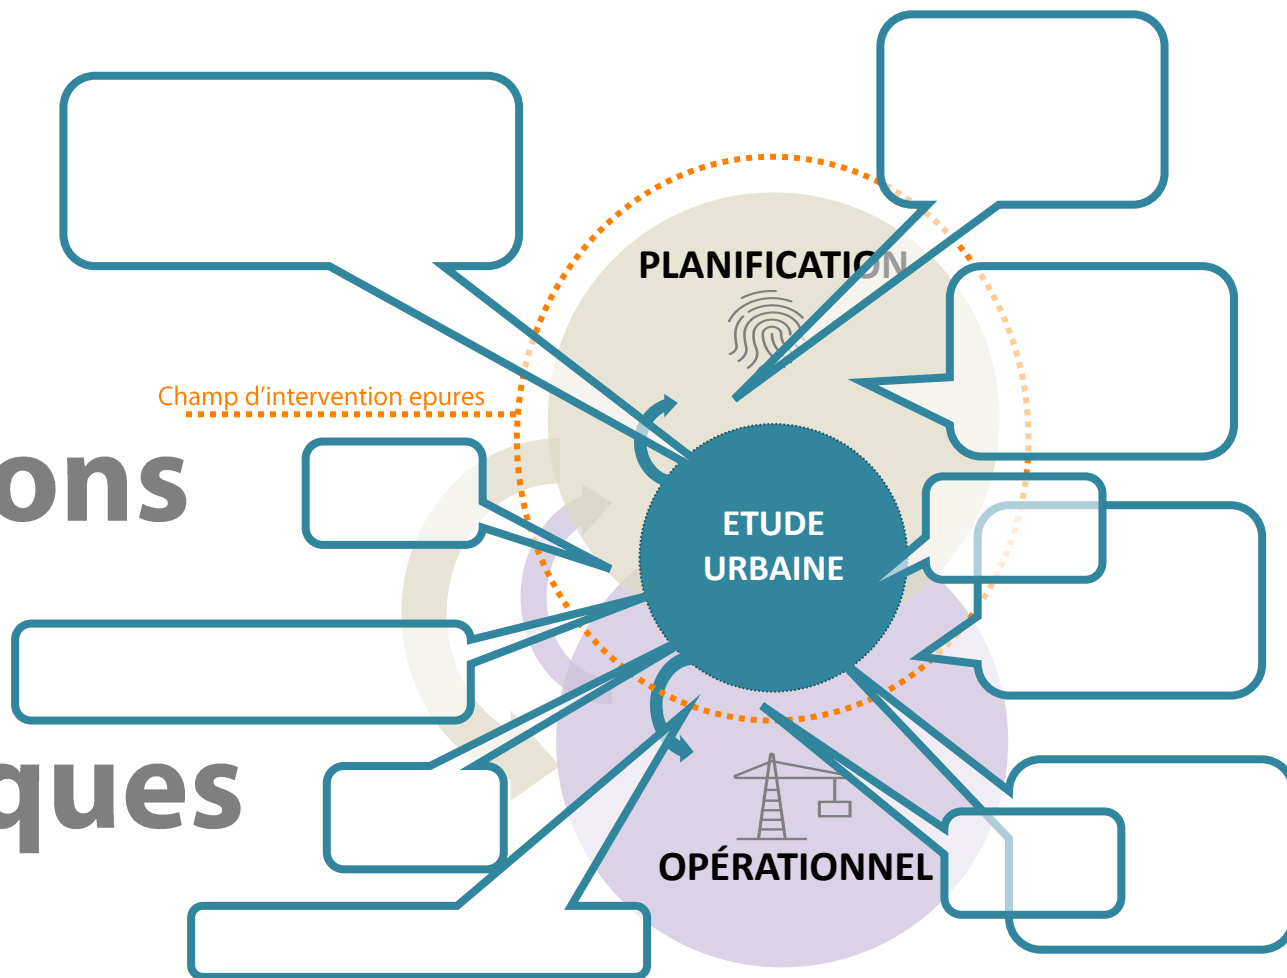 PLANIFICATION
Champ d'intervention epures
ons
ETUDE
URBAINE
ques
OPÉRATIONNEL